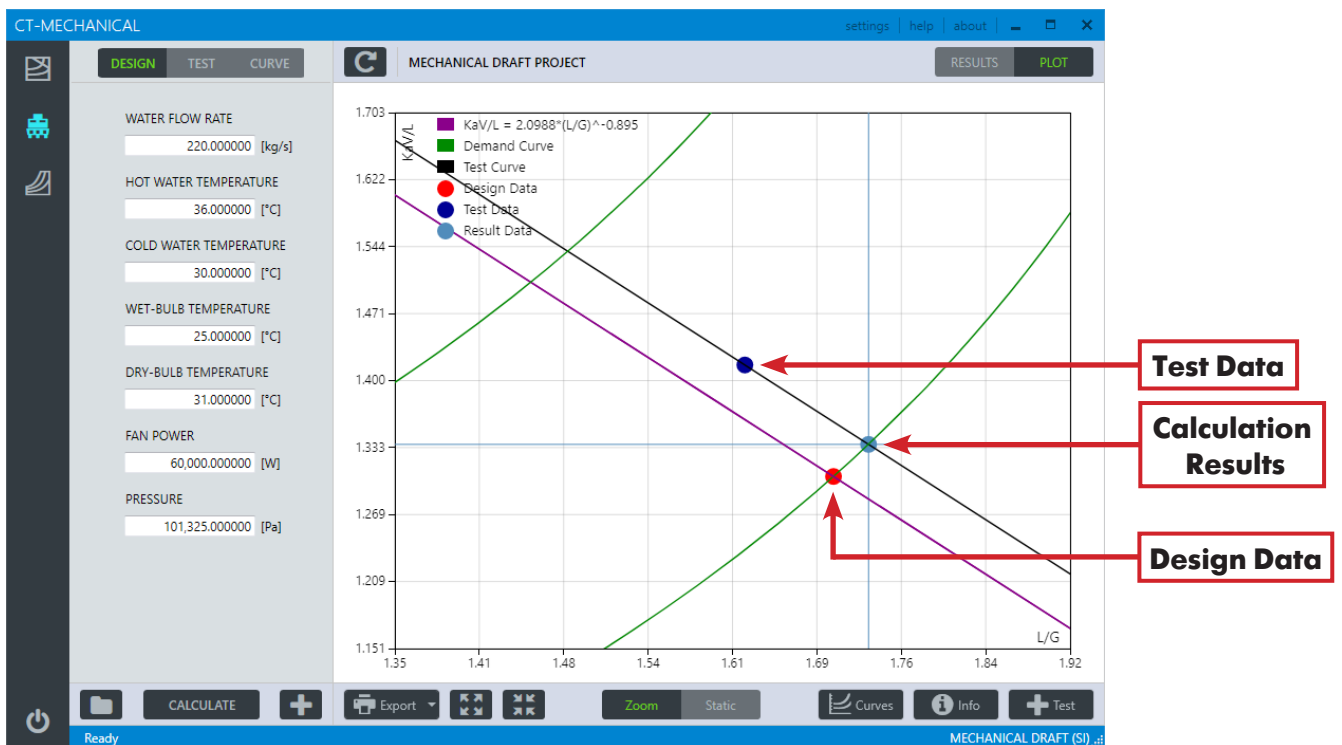 CT-MECHANICAL
settings | help | about
DESIGN TEST CURVE
MECHANICAL DRAFT PROJECT
RESULTS PLOT
WATER FLOW RATE
220.000000 [kg/s]
HOT WATER TEMPERATURE
36.000000 [°C]
COLD WATER TEMPERATURE
30.000000 [°C]
WET-BULB TEMPERATURE
25.000000 [°C]
DRY-BULB TEMPERATURE
31.000000 [°C]
FAN POWER
60,000.000000 [W]
PRESSURE
101,325.000000 [Pa]
KaV/L
KaV/L = 2.0988*(L/G)^-0.895
Demand Curve
Test Curve
Design Data
Test Data
Result Data
1.703
1.622
1.544
1.471
1.400
1.333
1.269
1.209
1.151
1.35 1.41 1.48 1.54 1.61 1.69 1.76 1.84 1.92
L/G
Test Data
Calculation
Results
Design Data
CALCULATE
Export
Zoom Static
Curves
Info
Test
Ready
MECHANICAL DRAFT (SI)